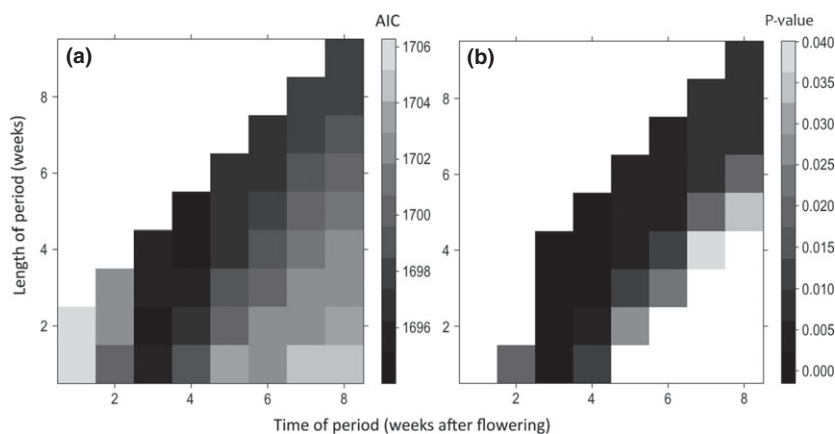 AIC
P-value
(a)
1706
1704
1702
1700
1698
1696
(b)
0.040
0.035
0.030
0.025
0.020
0.015
0.010
0.005
0.000
Length of period (weeks)
8
6
4
2
8
6
4
2
2 4 6 8
2 4 6 8
Time of period (weeks after flowering)